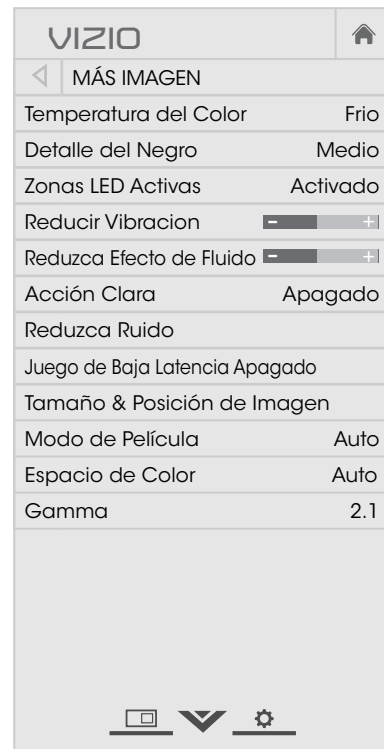 VIZIO
MÁS IMAGEN
Temperatura del Color Frio
Detalle del Negro Medio
Zonas LED Activas Activado
Reducir Vibracion - +
Reduzca Efecto de Fluido - +
Acción Clara Apagado
Reduzca Ruido
Juego de Baja Latencia Apagado
Tamaño & Posición de Imagen
Modo de Película Auto
Espacio de Color Auto
Gamma 2.1